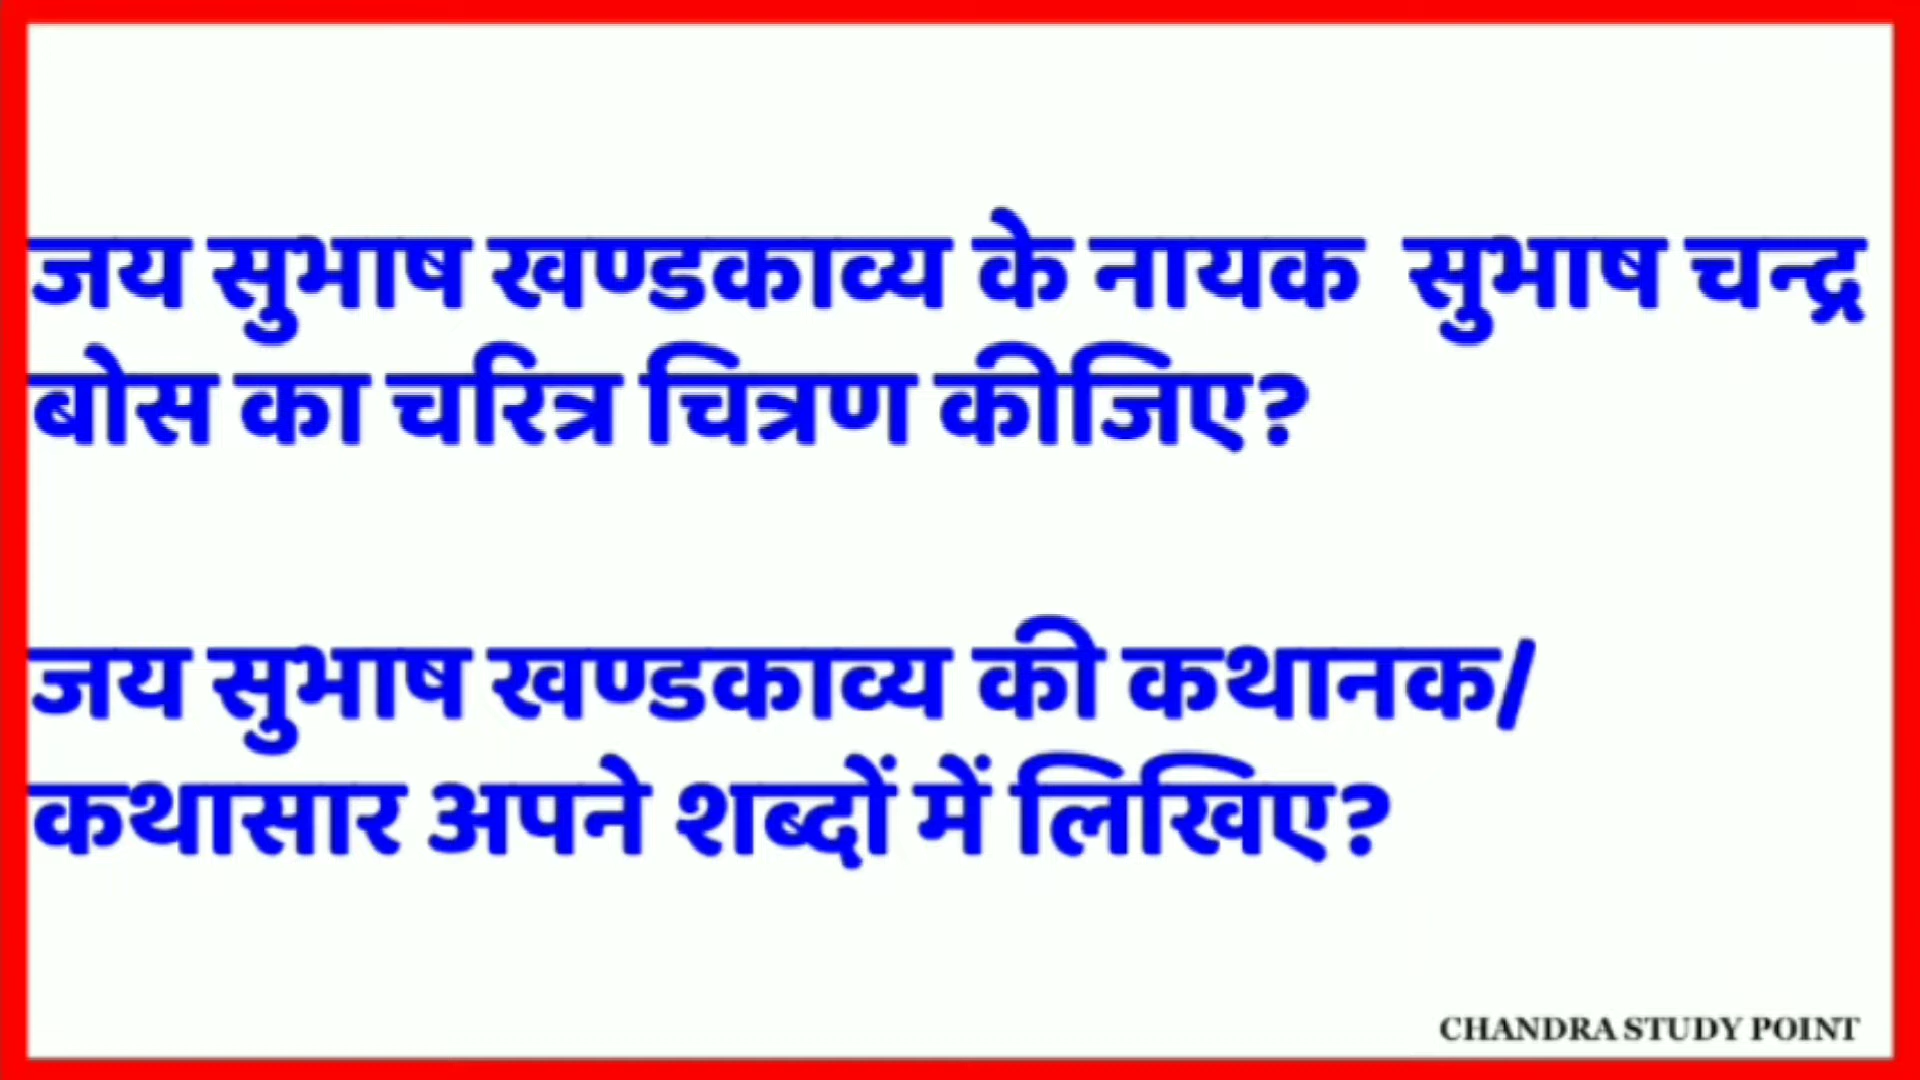 जय सुभाष खण्डकाव्य के नायक सुभाष चन्द्र
बोस का चरित्र चित्रण कीजिए?
जय सुभाष खण्डकाव्य की कथानक/
कथासार अपने शब्दों में लिखिए?
CHANDRA STUDY POINT